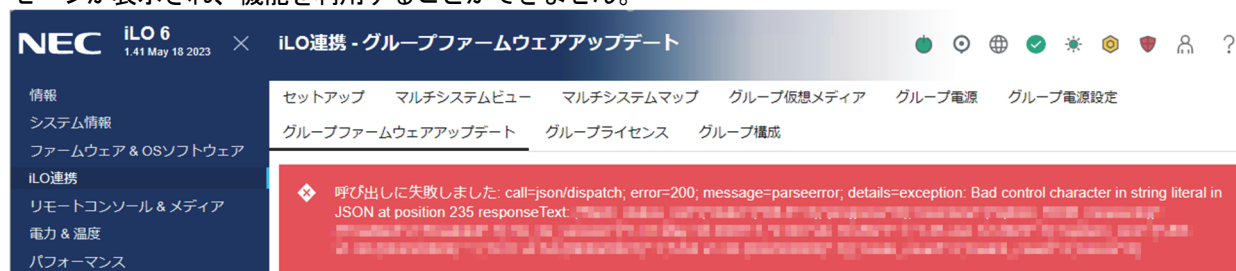 セージが表示され、機能を利用することができません。
NEC iLO 6
1.41 May 18 2023
iLO連携 - グループファームウェアアップデート
?
情報
システム情報
ファームウェア & OSソフトウェア
iLO連携
リモートコンソール & メディア
電力 & 温度
パフォーマンス
セットアップ マルチシステムビュー マルチシステムマップ グループ仮想メディア グループ電源 グループ電源設定
グループファームウェアアップデート グループライセンス グループ構成
呼び出しに失敗しました: call=json/dispatch; error=200; message=parseerror; details=exception: Bad control character in string literal in
JSON at position 235 responseText: